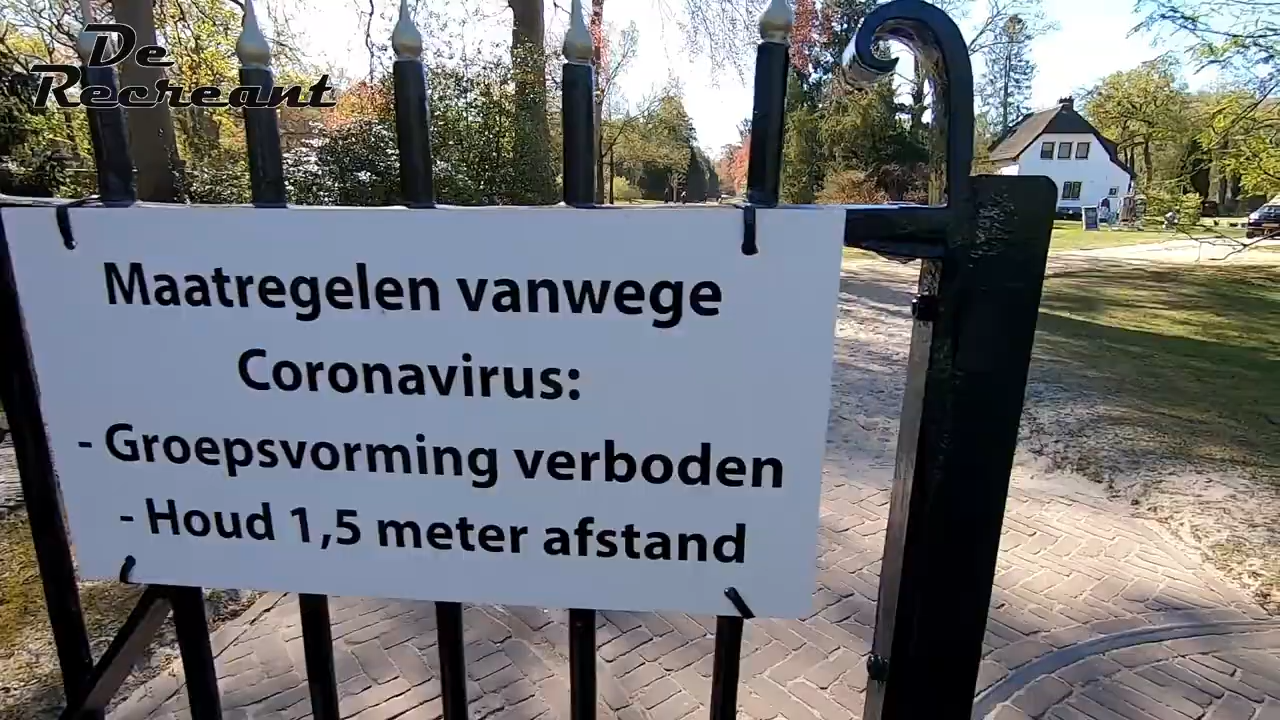 De
Recreant
Maatregelen vanwege
Coronavirus:
- Groepsvorming verboden
- Houd 1,5 meter afstand